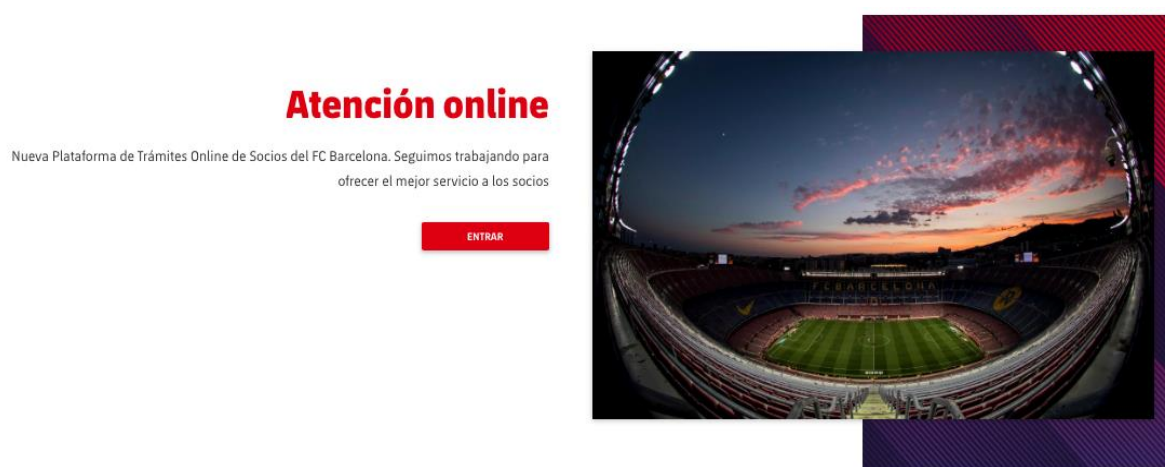 Atención online
Nueva Plataforma de Trámites Online de Socios del FC Barcelona. Seguimos trabajando para
ofrecer el mejor servicio a los socios
ENTRAR
FCBARCELONA